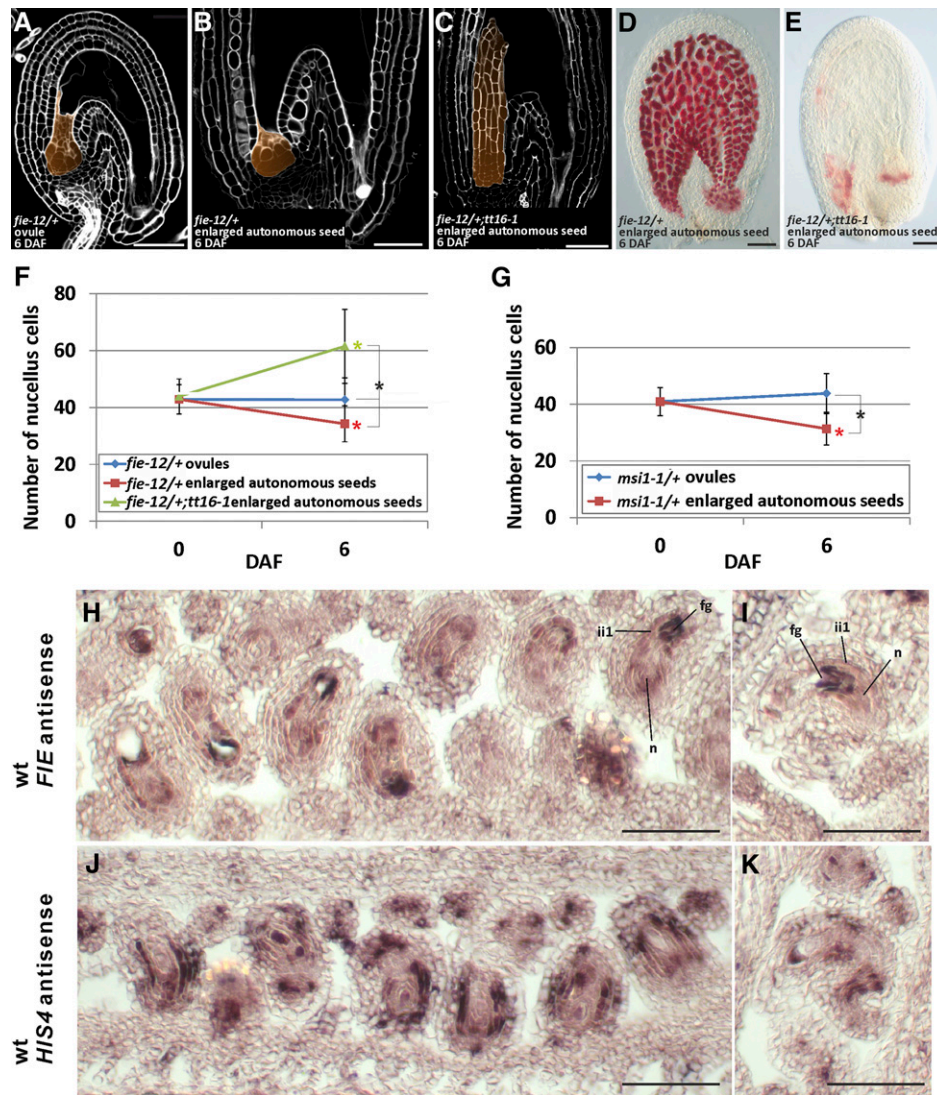 A
fie-12/+
ovule
6 DAF
B
fie-12/+
enlarged autonomous seed
6 DAF
C
fie-12/+;tt16-1
enlarged autonomous seed
6 DAF
D
fie-12/+
enlarged autonomous seed
6 DAF
E
fie-12/+;tt16-1
enlarged autonomous seed
6 DAF
F
Number of nucellus cells
80
60
40
20
0
*
*
*
fie-12/+ ovules
fie-12/+ enlarged autonomous seeds
fie-12/+;tt16-1 enlarged autonomous seeds
0
6
DAF
G
Number of nucellus cells
60
40
20
0
*
*
msi1-1/+ ovules
msi1-1/+ enlarged autonomous seeds
0
6
DAF
wt
FIE antisense
H
fg
ii1
n
I
fg
ii1
n
wt
HIS4 antisense
J
K